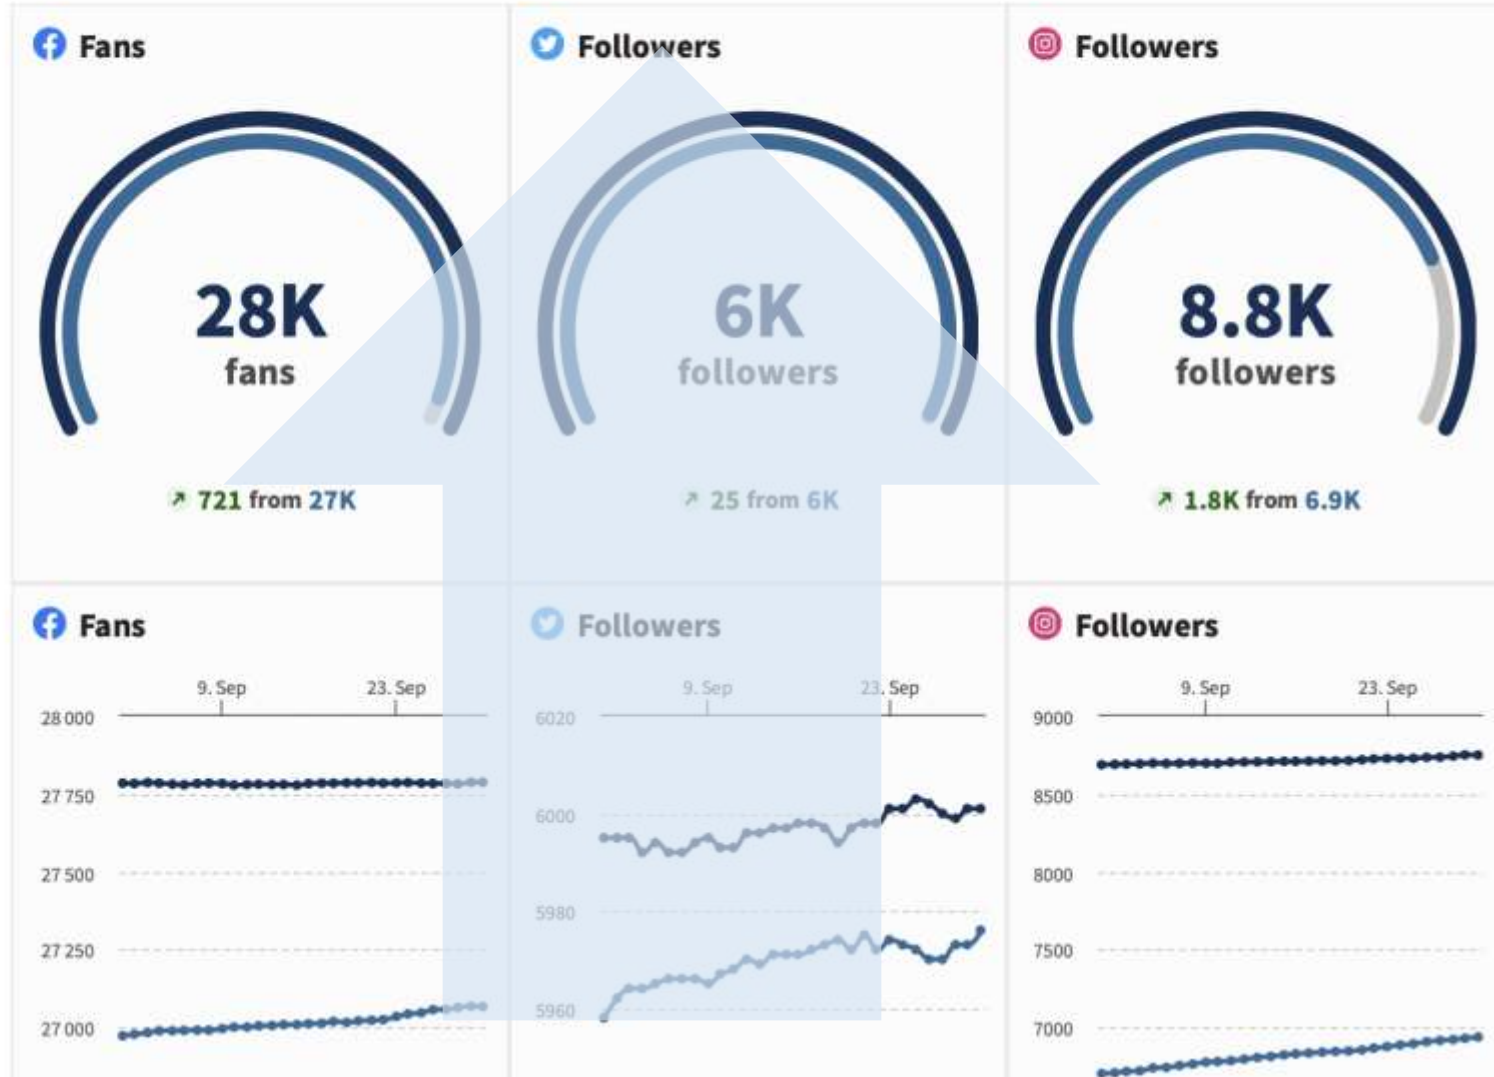 Fans
28K
fans
721 from 27K
Followers
6K
followers
25 from 6K
Followers
8.8K
followers
1.8K from 6.9K
Fans
9. Sep 23. Sep
28 000
27 750
27 500
27 250
27 000
Followers
9. Sep 23. Sep
6020
6000
5980
5960
Followers
9. Sep 23. Sep
9000
8500
8000
7500
7000